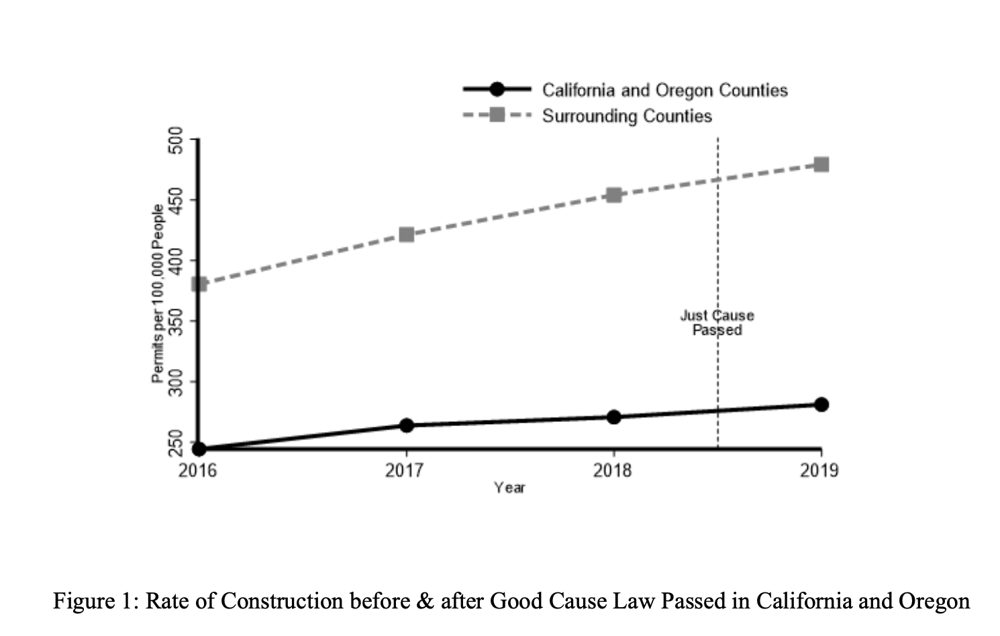 California and Oregon Counties
Surrounding Counties
500
450
400
350
300
250
Permits per 100,000 People
Just Cause
Passed
2016
2017
2018
2019
Year
Figure 1: Rate of Construction before & after Good Cause Law Passed in California and Oregon